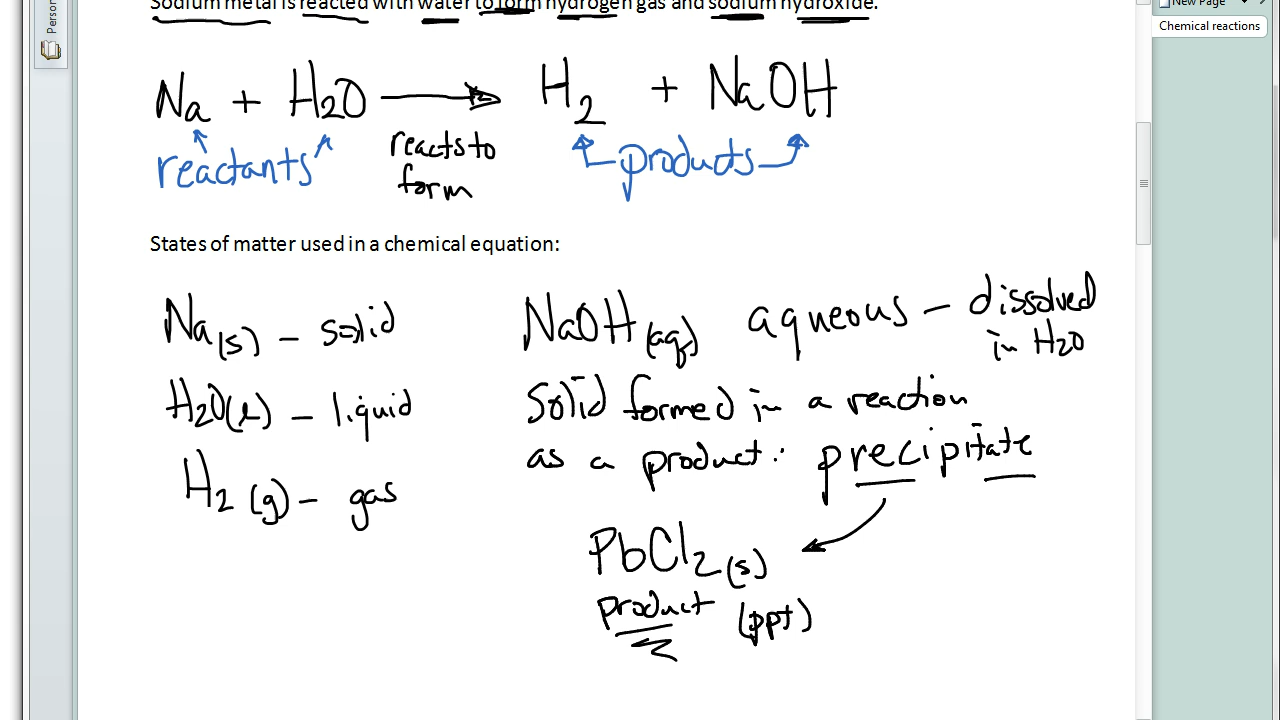 Sodium metal is reacted with water to form hydrogen gas and sodium hydroxide.
New Page
Person
Chemical reactions
Na + H2O → H2 + NaOH
reactants
reacts to
form
products
States of matter used in a chemical equation:
Na(s) – solid
H2O(l) – liquid
H2(g) – gas
NaOH(aq) aqueous – dissolved
in H2O
Solid formed in a reaction
as a product: precipitate
PbCl2(s)
product (ppt)